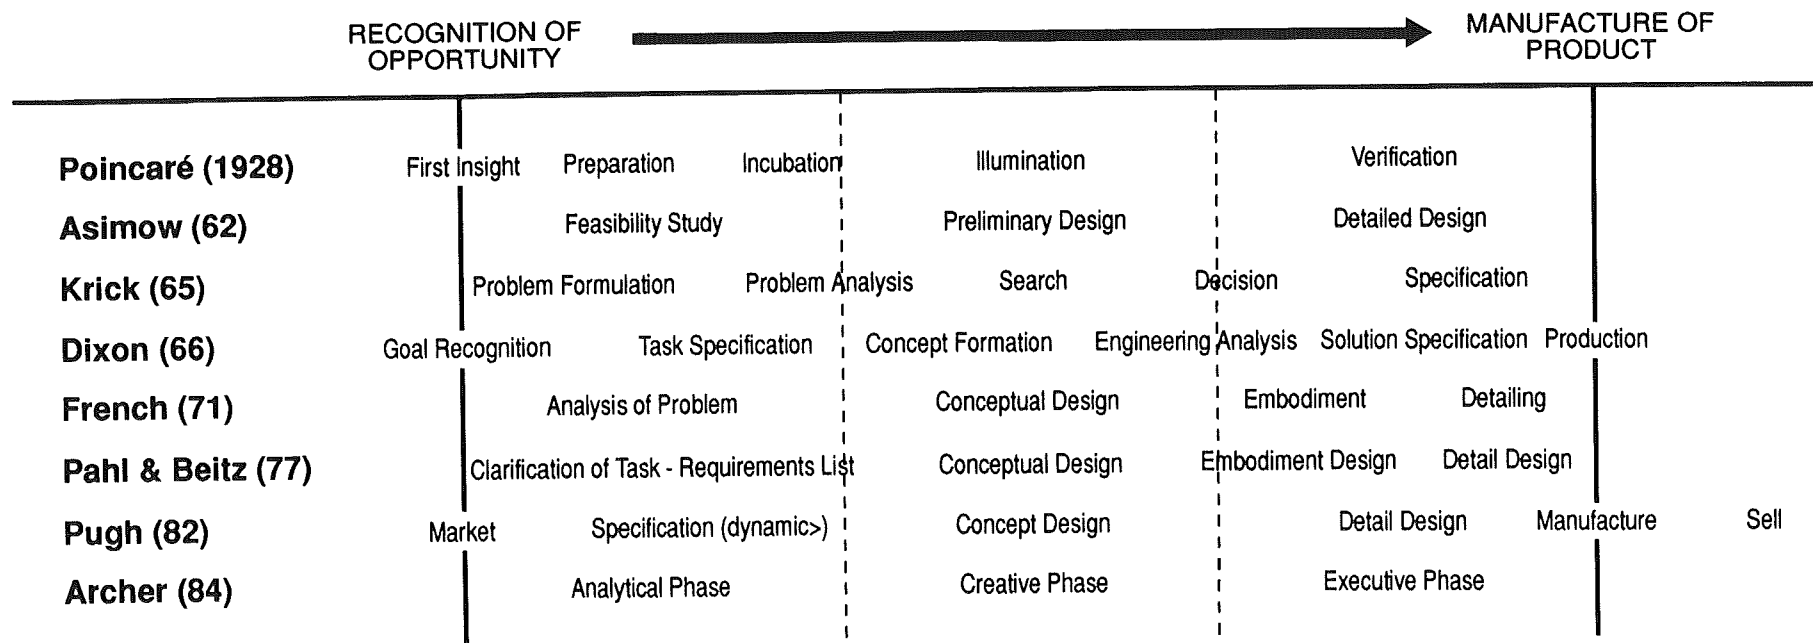 RECOGNITION OF
OPPORTUNITY
MANUFACTURE OF
PRODUCT
Poincaré (1928) First Insight Preparation Incubation Illumination Verification
Asimow (62) Feasibility Study Preliminary Design Detailed Design
Krick (65) Problem Formulation Problem Analysis Search Decision Specification
Dixon (66) Goal Recognition Task Specification Concept Formation Engineering Analysis Solution Specification Production
French (71) Analysis of Problem Conceptual Design Embodiment Detailing
Pahl & Beitz (77) Clarification of Task - Requirements List Conceptual Design Embodiment Design Detail Design
Pugh (82) Market Specification (dynamic>) Concept Design Detail Design Manufacture Sell
Archer (84) Analytical Phase Creative Phase Executive Phase